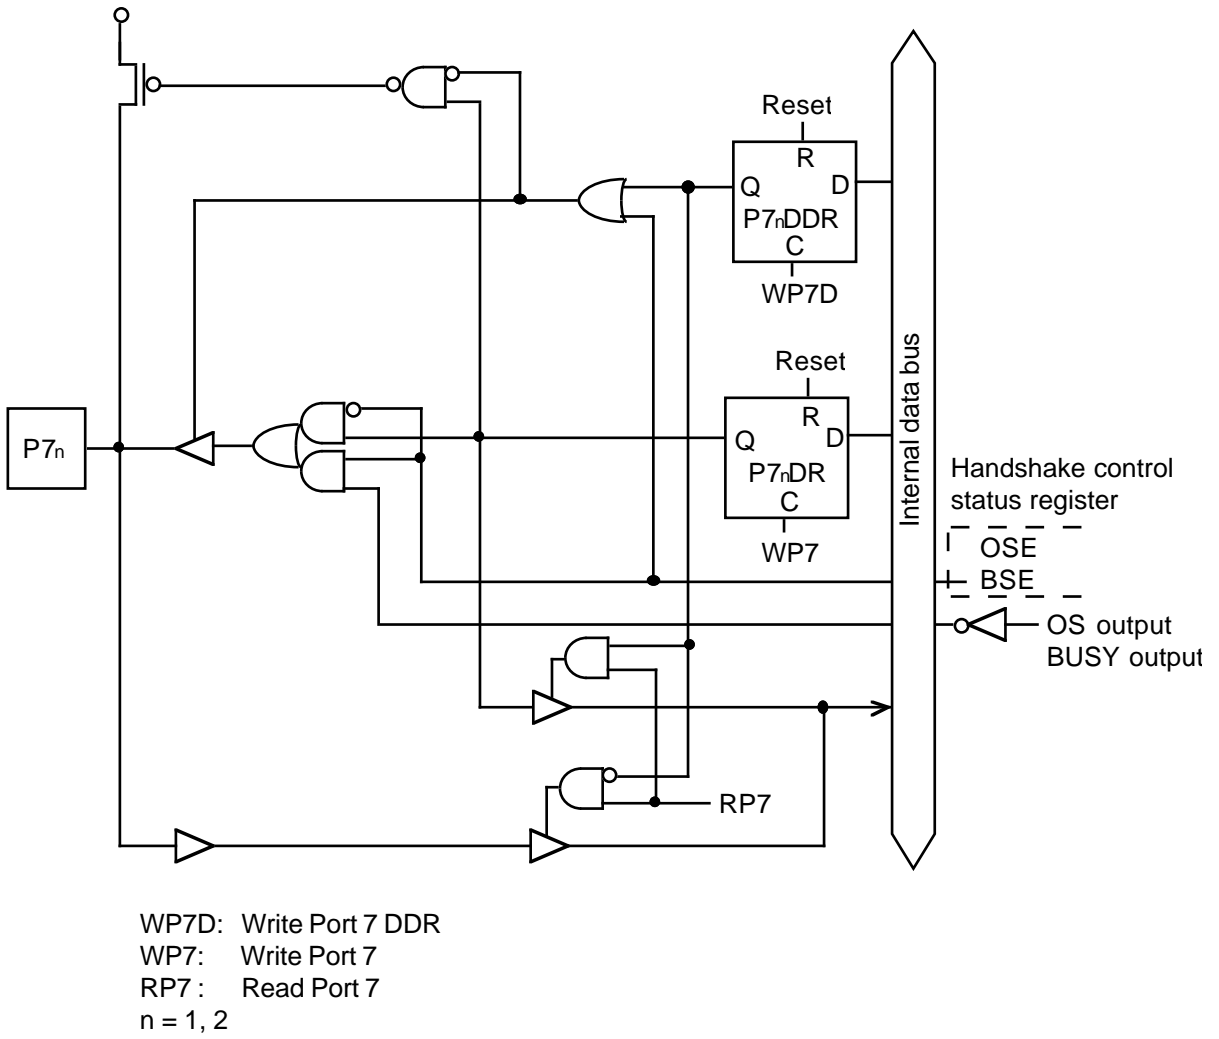 Reset
R
Q D
P7nDDR
C
WP7D
Reset
R
Q D
P7nDR
C
WP7
P7n
Internal data bus
Handshake control
status register
OSE
BSE
OS output
BUSY output
RP7
WP7D: Write Port 7 DDR
WP7: Write Port 7
RP7 : Read Port 7
n = 1, 2